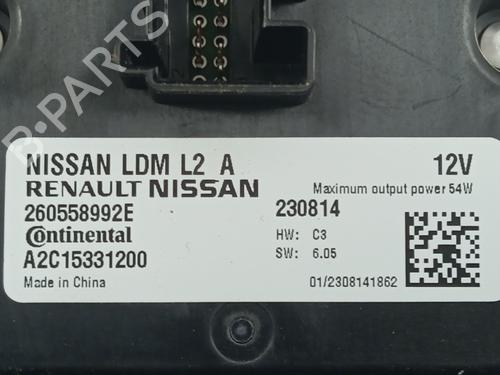 B-PARTS
NISSAN LDM L2 A
12V
RENAULT NISSAN
Maximum output power 54W
260558992E
230814
Continental
HW: C3
A2C15331200
SW: 6.05
Made in China
01/2308141862